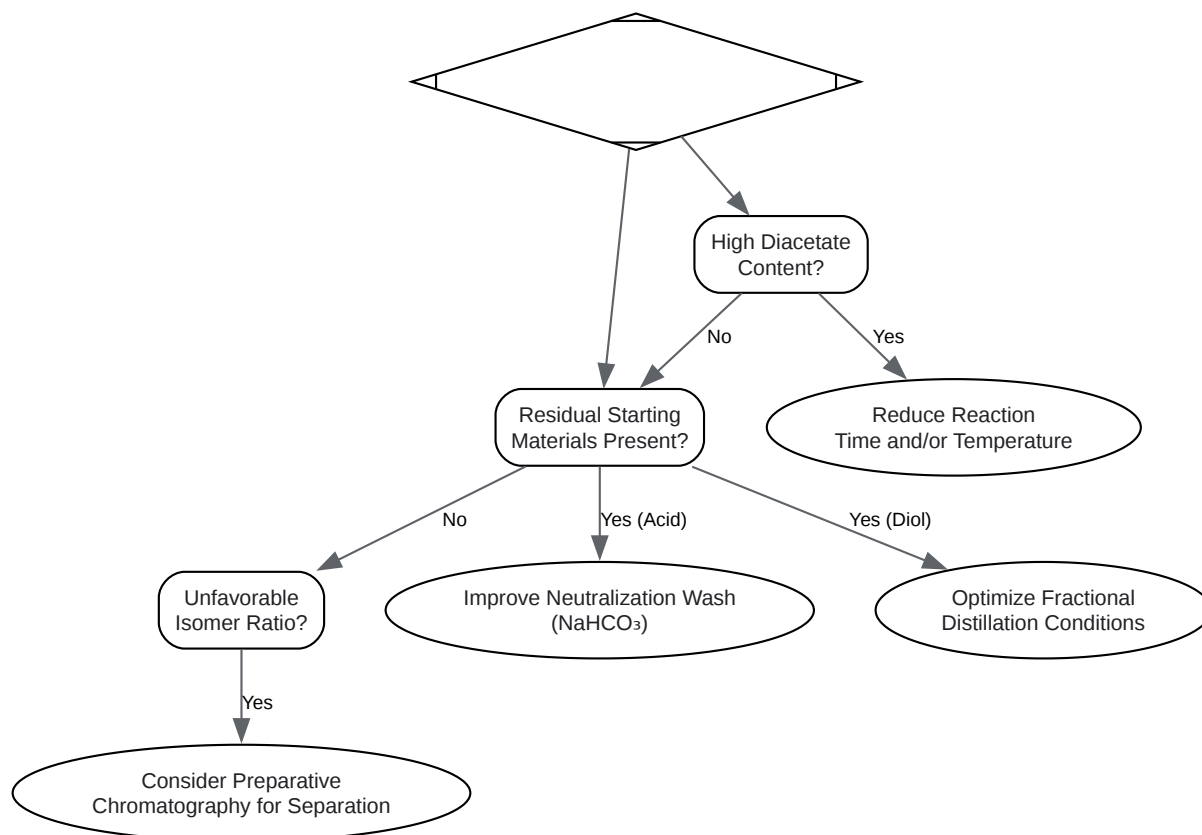 High Diacetate
Content?
No
Yes
Residual Starting
Materials Present?
Reduce Reaction
Time and/or Temperature
No
Yes (Acid)
Yes (Diol)
Unfavorable
Isomer Ratio?
Improve Neutralization Wash
(NaHCO₃)
Optimize Fractional
Distillation Conditions
Yes
Consider Preparative
Chromatography for Separation